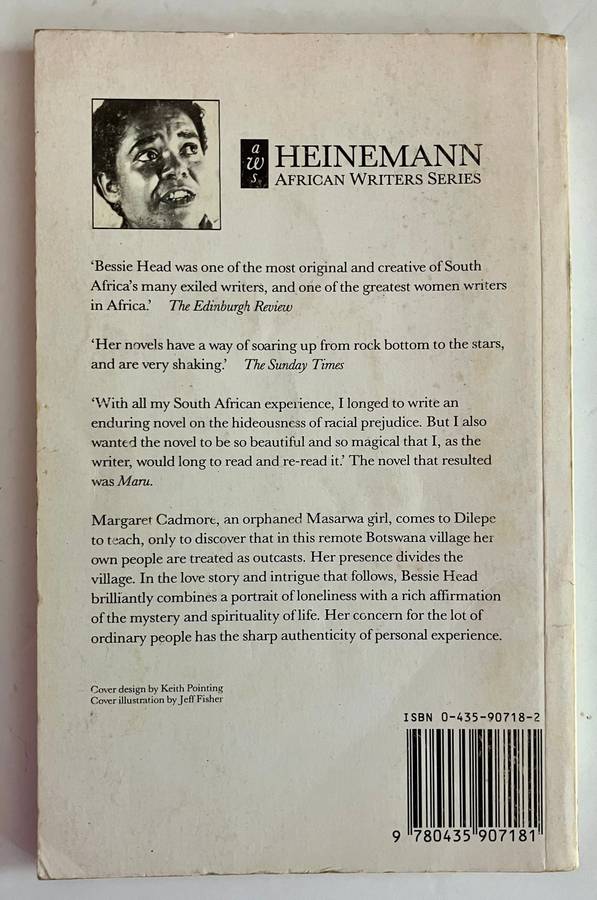 aws
HEINEMANN
AFRICAN WRITERS SERIES
‘Bessie Head was one of the most original and creative of South
Africa’s many exiled writers, and one of the greatest women writers
in Africa.’ The Edinburgh Review
‘Her novels have a way of soaring up from rock bottom to the stars,
and are very shaking.’ The Sunday Times
‘With all my South African experience, I longed to write an
enduring novel on the hideousness of racial prejudice. But I also
wanted the novel to be so beautiful and so magical that I, as the
writer, would long to read and re-read it.’ The novel that resulted
was Maru.
Margaret Cadmore, an orphaned Masarwa girl, comes to Dilepe
to teach, only to discover that in this remote Botswana village her
own people are treated as outcasts. Her presence divides the
village. In the love story and intrigue that follows, Bessie Head
brilliantly combines a portrait of loneliness with a rich affirmation
of the mystery and spirituality of life. Her concern for the lot of
ordinary people has the sharp authenticity of personal experience.
Cover design by Keith Pointing
Cover illustration by Jeff Fisher
ISBN 0-435-90718-2
9 780435 907181